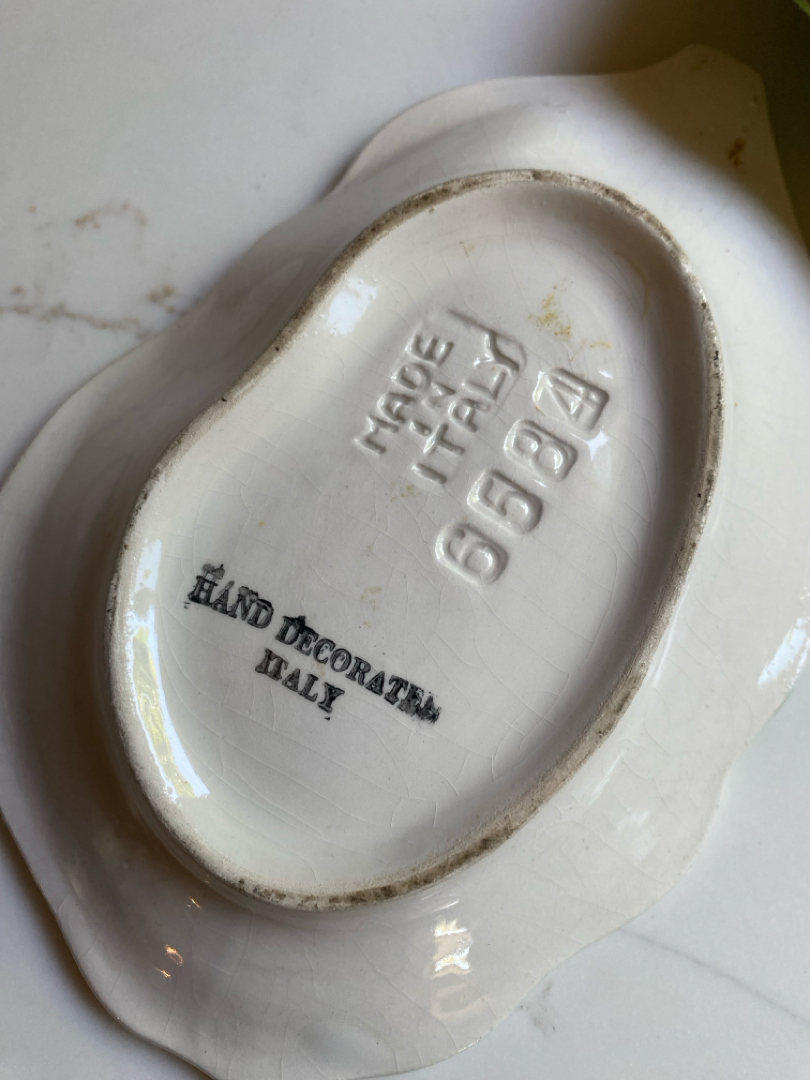 MADE
IN
ITALY
6584
HAND DECORATED
ITALY